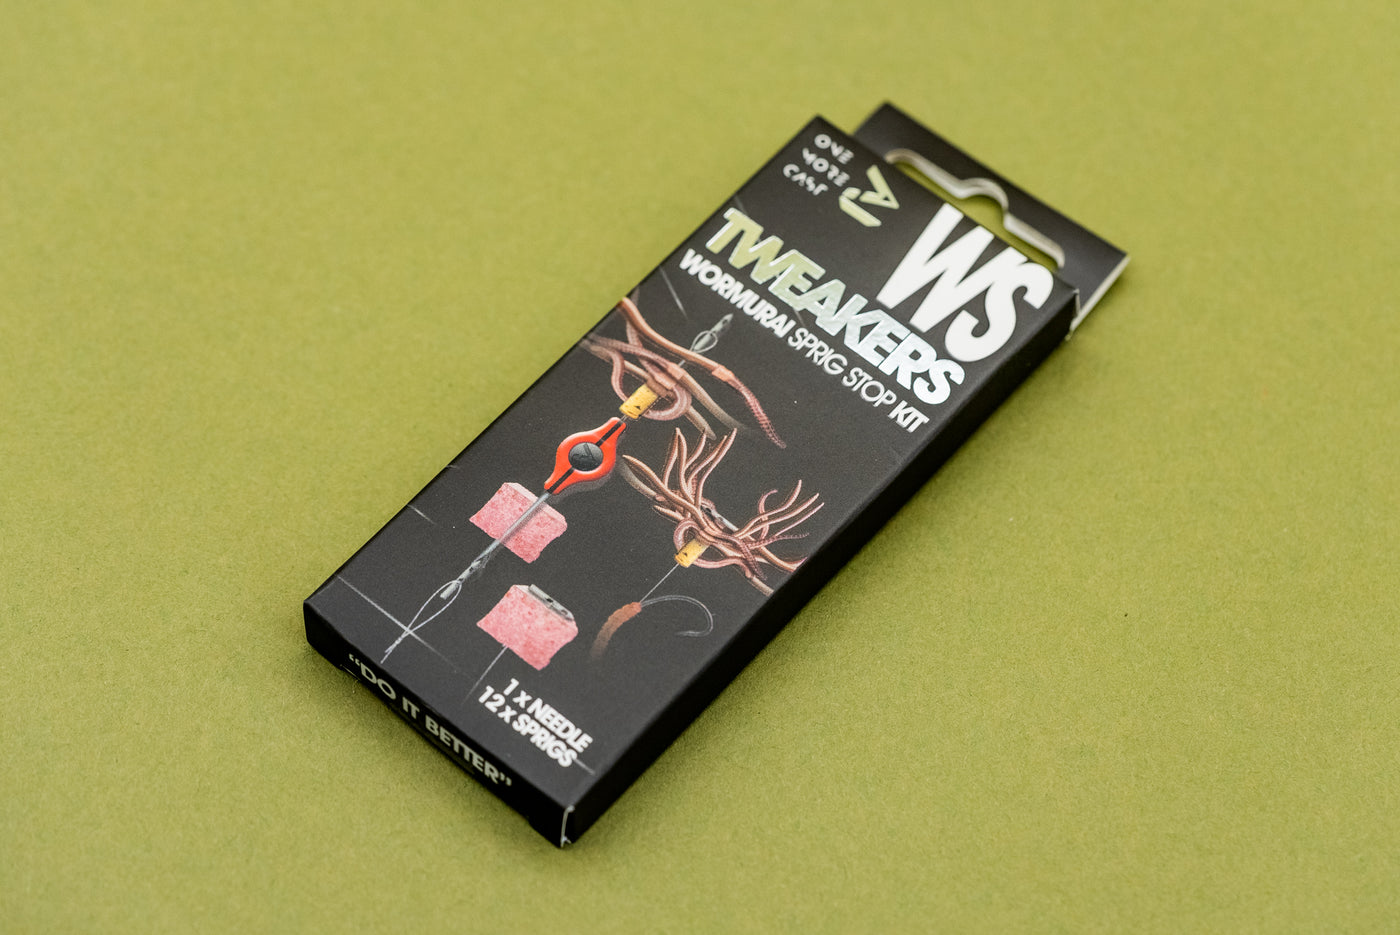 ONE
MORE
CAST
WS
TWEAKERS
WORMURAI SPRIG STOP KIT
1 x NEEDLE
12 x SPRIGS
“DO IT BETTER”